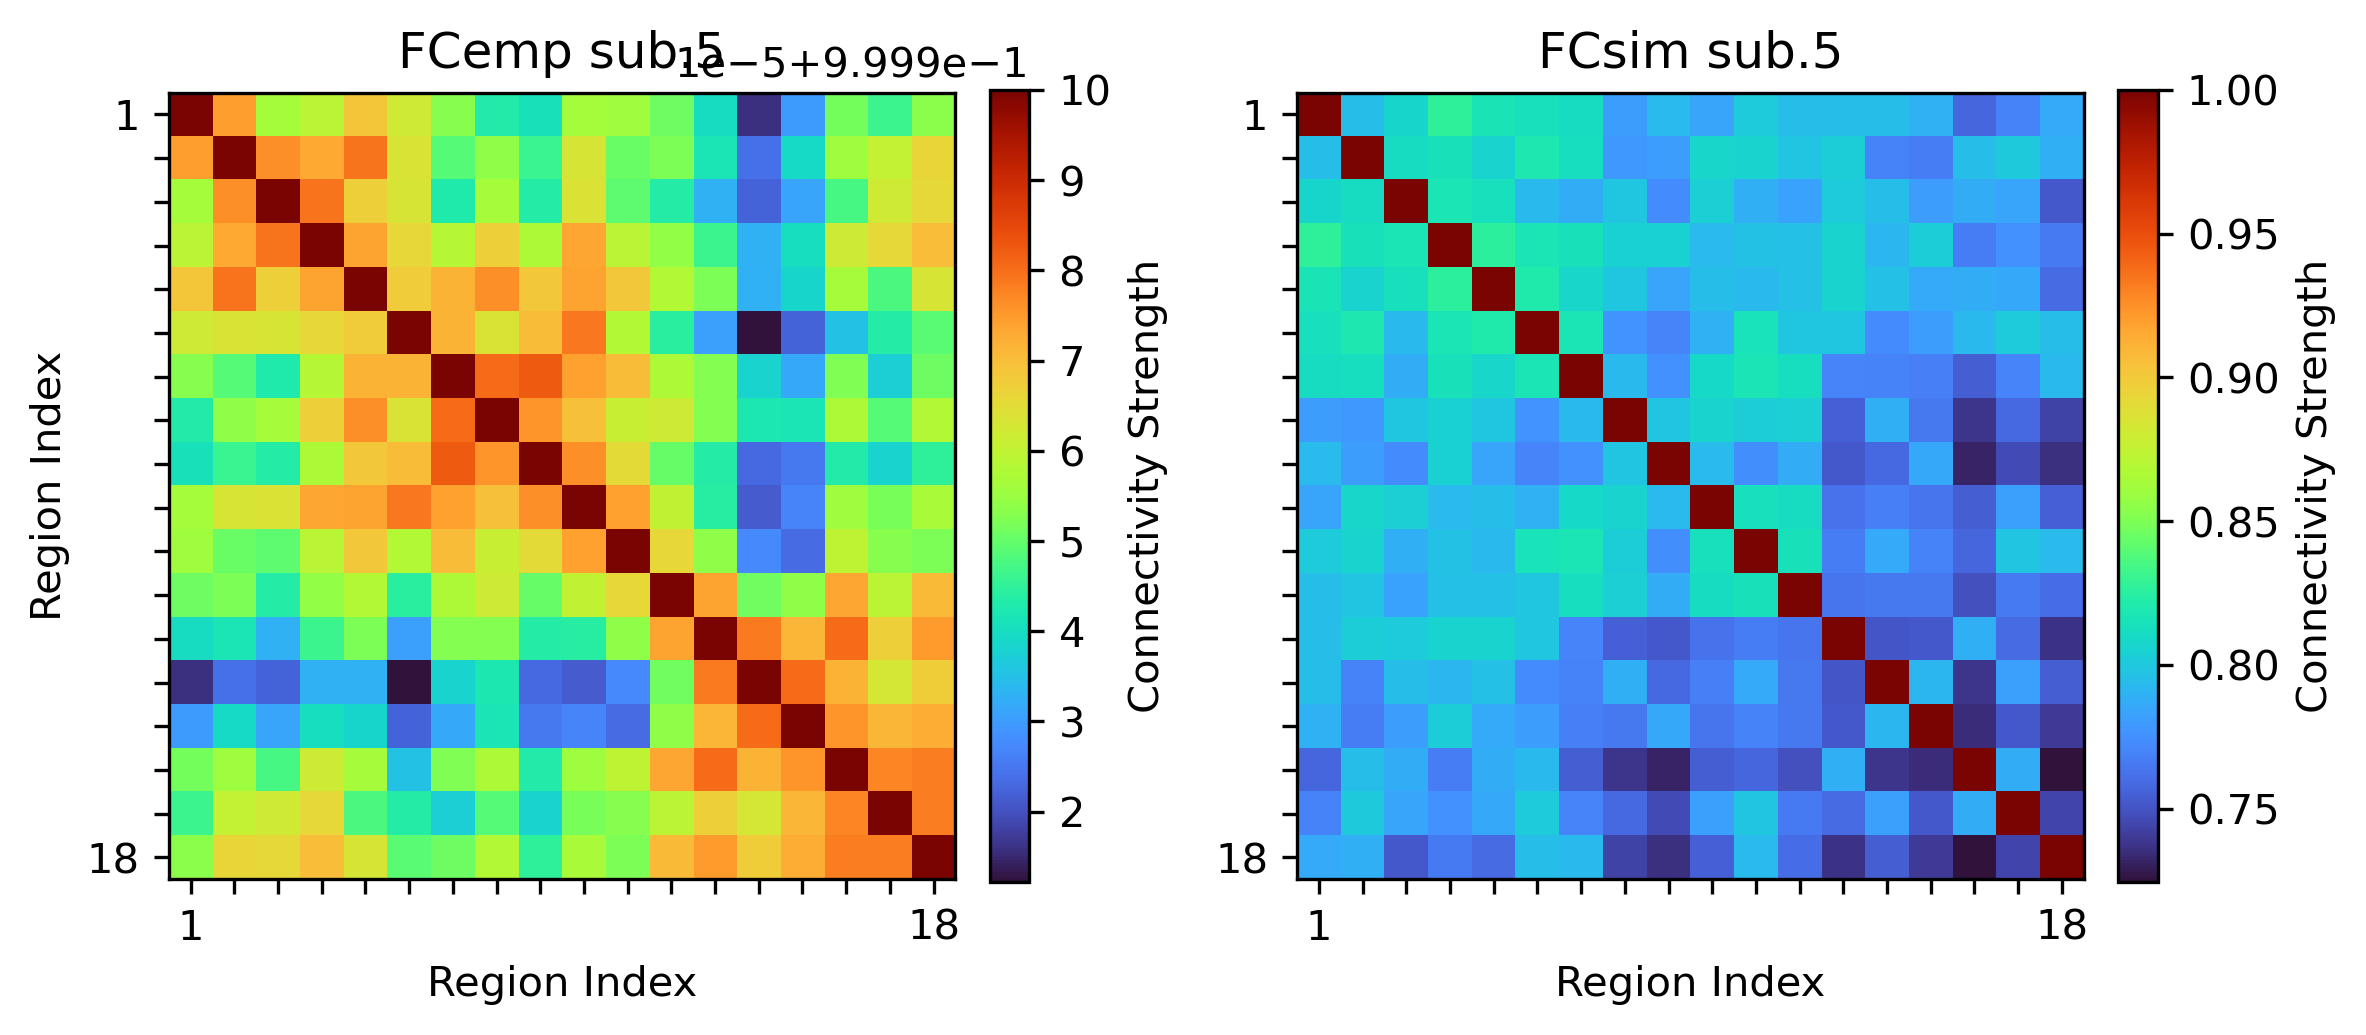 FCemp sub.5
1e−5+9.999e−1
1
18
Region Index
1
18
Region Index
10
9
8
7
6
5
4
3
2
Connectivity Strength
FCsim sub.5
1
18
1
18
Region Index
1.00
0.95
0.90
0.85
0.80
0.75
Connectivity Strength